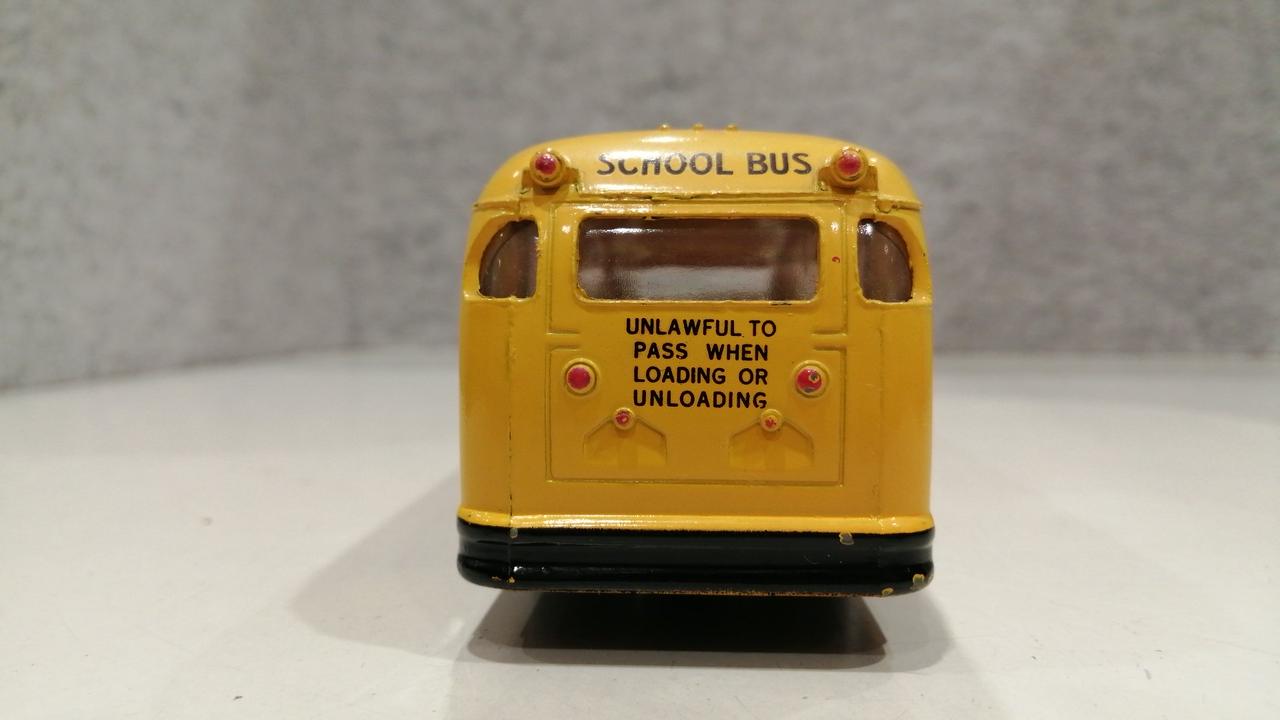 SCHOOL BUS
UNLAWFUL TO
PASS WHEN
LOADING OR
UNLOADING